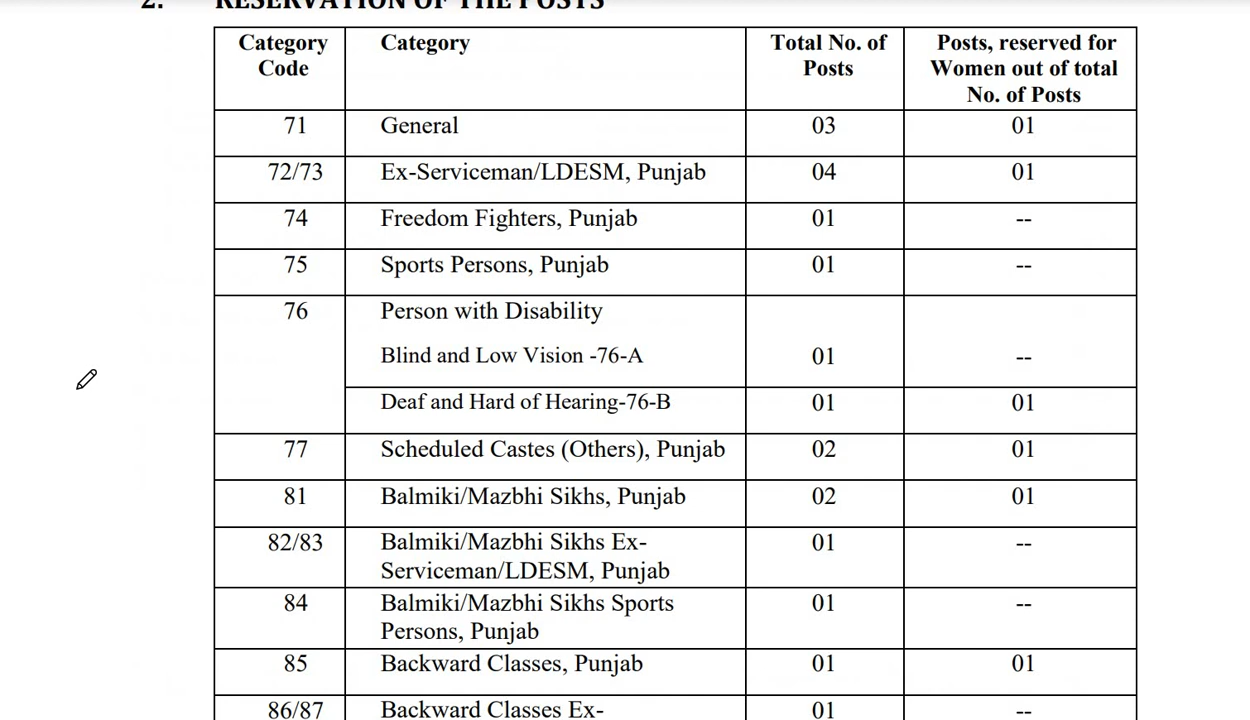 2. RESERVATION OF THE POSTS
Category Code Category Total No. of Posts Posts, reserved for Women out of total No. of Posts
71 General 03 01
72/73 Ex-Serviceman/LDESM, Punjab 04 01
74 Freedom Fighters, Punjab 01 --
75 Sports Persons, Punjab 01 --
76 Person with Disability
Blind and Low Vision -76-A 01 --
Deaf and Hard of Hearing-76-B 01 01
77 Scheduled Castes (Others), Punjab 02 01
81 Balmiki/Mazbhi Sikhs, Punjab 02 01
82/83 Balmiki/Mazbhi Sikhs Ex- 01 --
Serviceman/LDESM, Punjab
84 Balmiki/Mazbhi Sikhs Sports 01 --
Persons, Punjab
85 Backward Classes, Punjab 01 01
86/87 Backward Classes Ex- 01 --